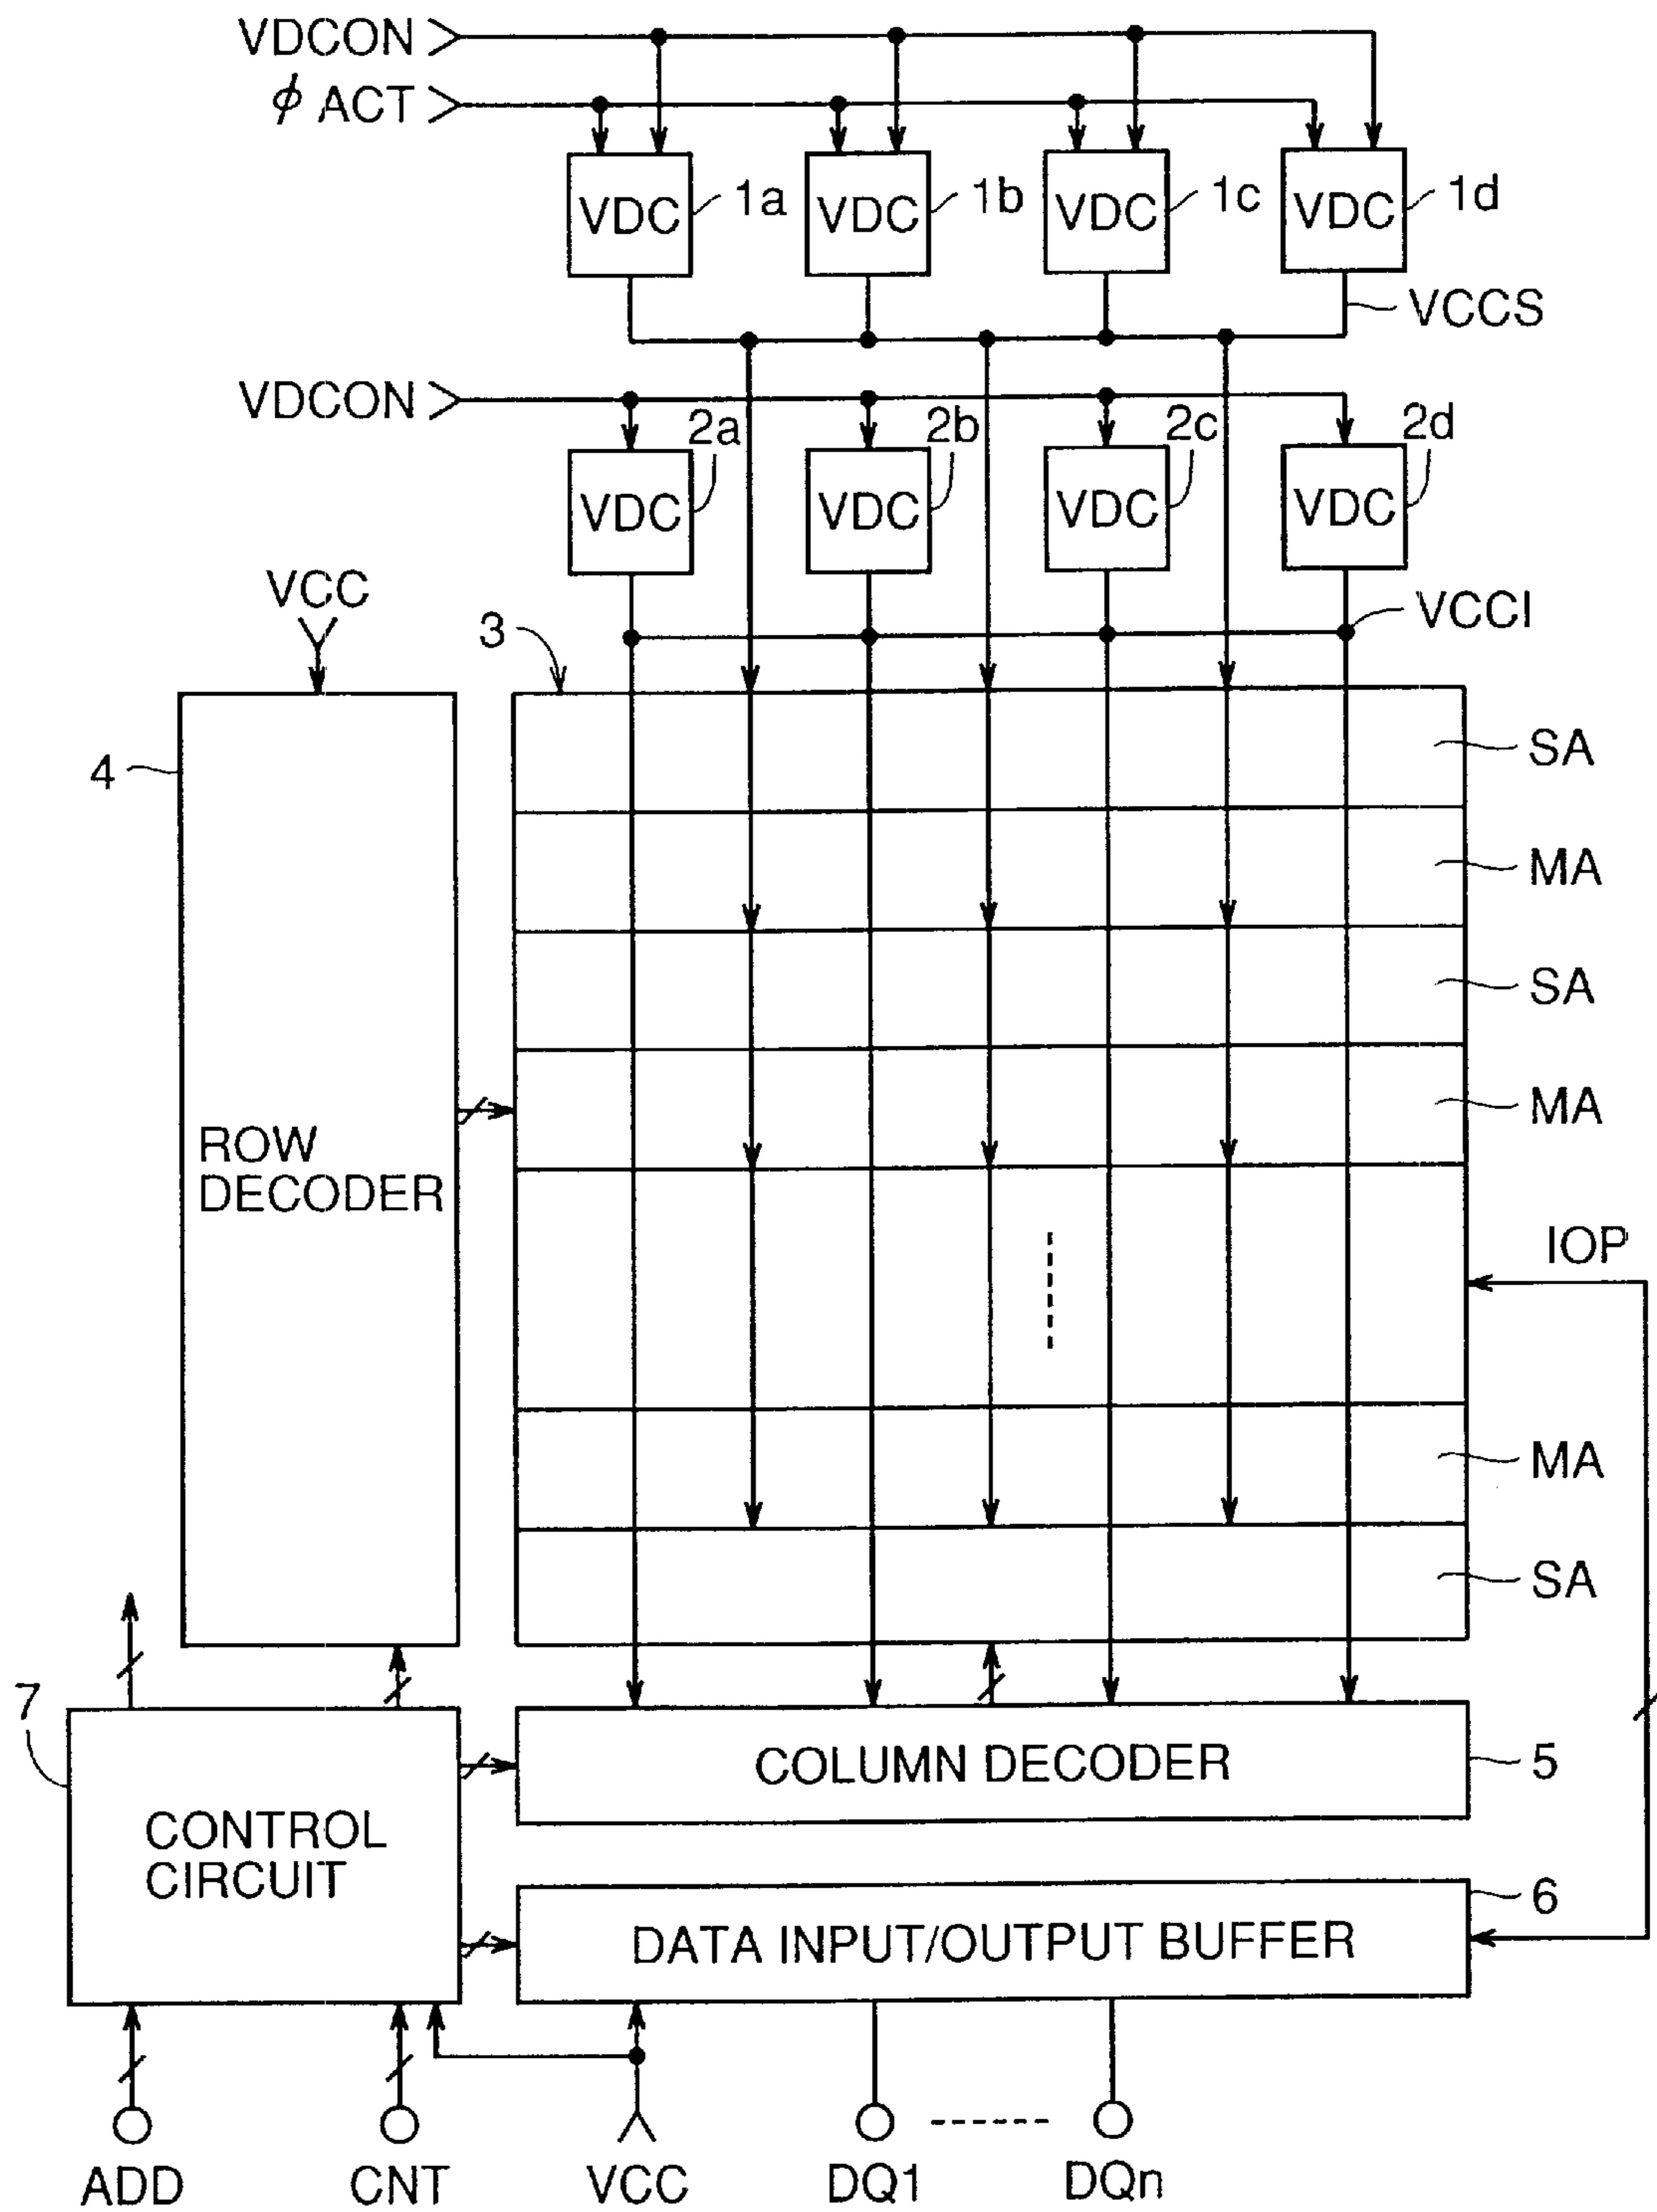 VDCON
φ ACT
VDC
1a
VDC
1b
VDC
1c
VDC
1d
VCCS
VDCON
2a
2b
2c
2d
VDC
VDC
VDC
VDC
VCC
3
VCCI
4
SA
MA
SA
MA
ROW
DECODER
IOP
MA
SA
7
COLUMN DECODER
5
CONTROL
CIRCUIT
6
DATA INPUT/OUTPUT BUFFER
ADD
CNT
VCC
DQ1
DQn